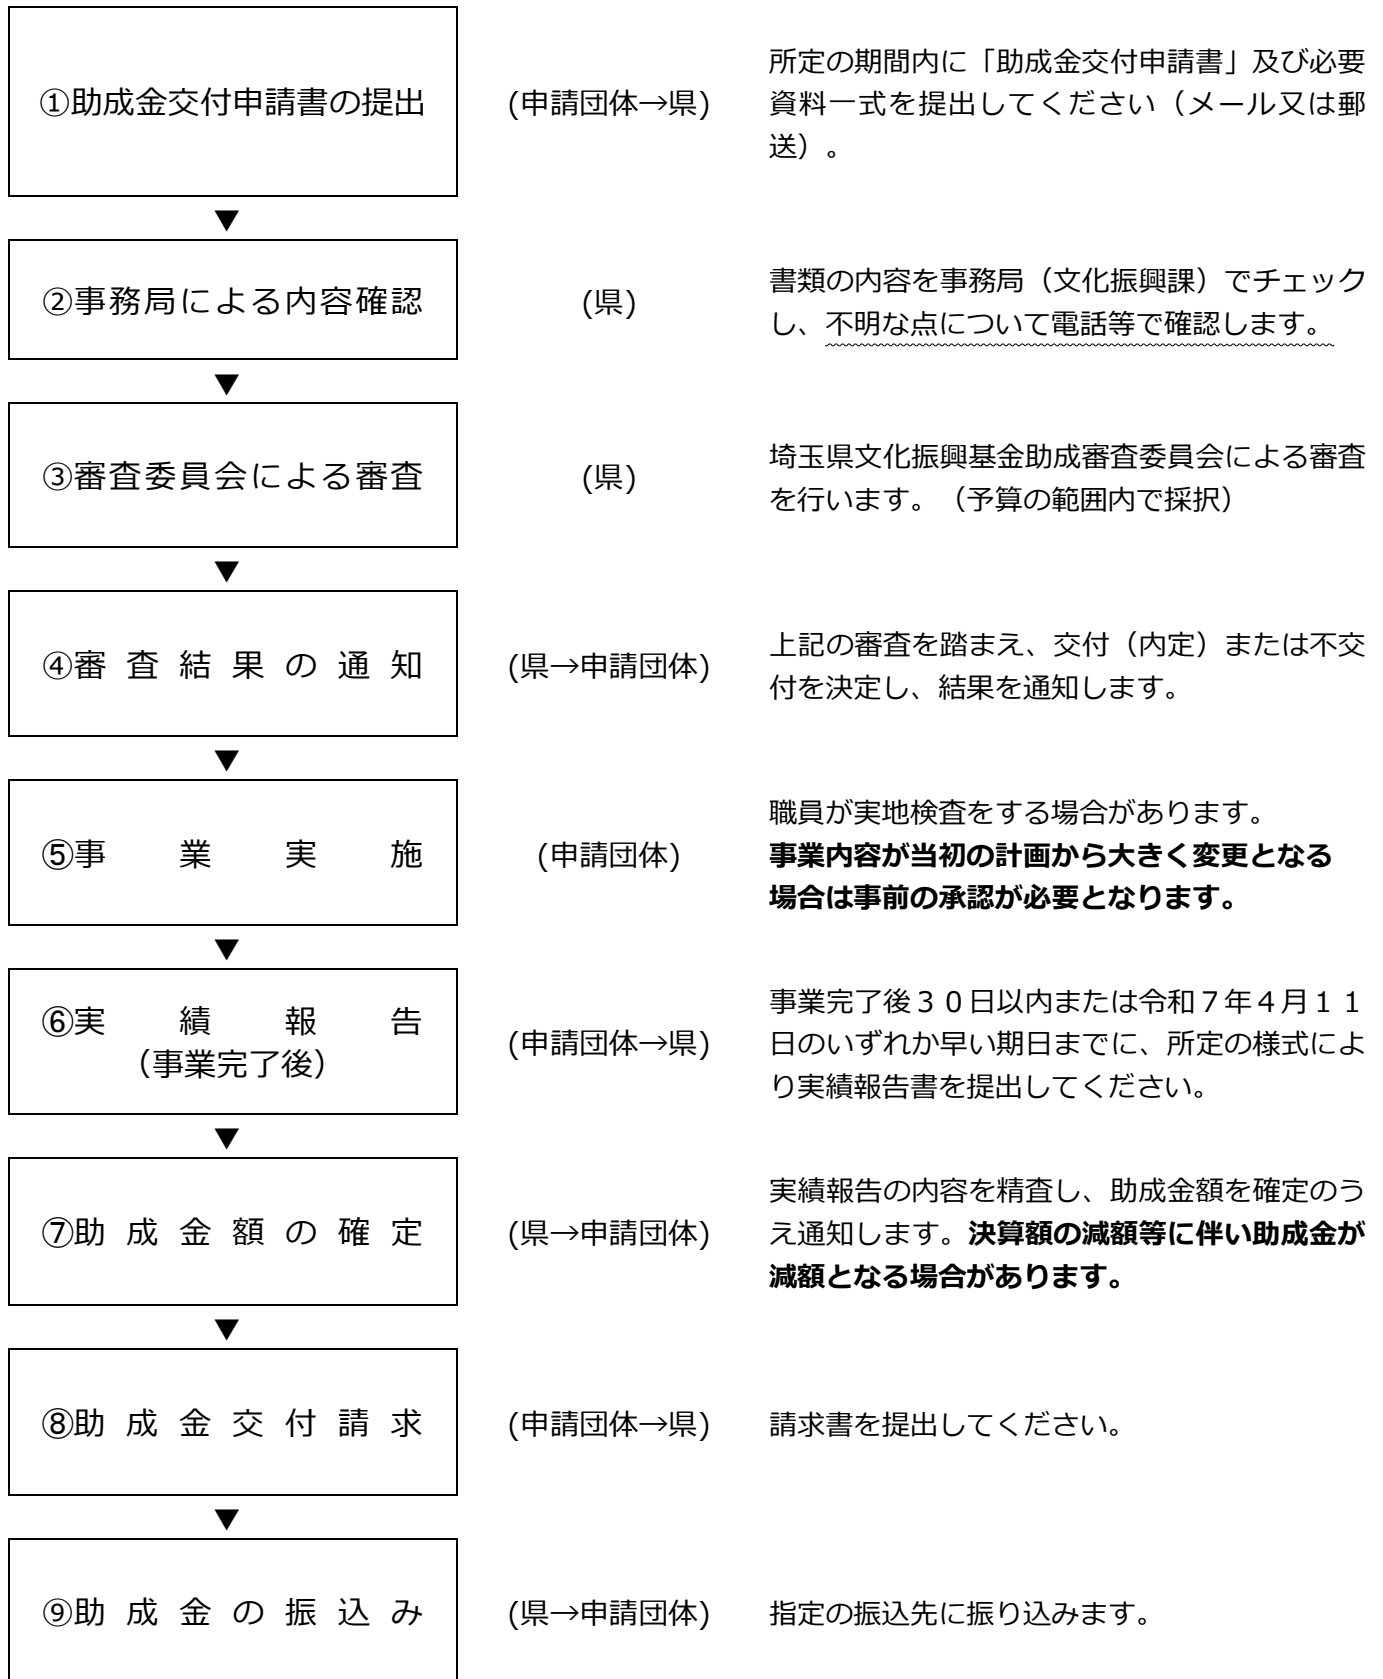 ①助成金交付申請書の提出
(申請団体→県)
所定の期間内に「助成金交付申請書」及び必要
資料一式を提出してください（メール又は郵
送）。
▼
②事務局による内容確認
(県)
書類の内容を事務局（文化振興課）でチェック
し、不明な点について電話等で確認します。
▼
③審査委員会による審査
(県)
埼玉県文化振興基金助成審査委員会による審査
を行います。（予算の範囲内で採択）
▼
④審査結果の通知
(県→申請団体)
上記の審査を踏まえ、交付（内定）または不交
付を決定し、結果を通知します。
▼
⑤事業実施
(申請団体)
職員が実地検査をする場合があります。
事業内容が当初の計画から大きく変更となる
場合は事前の承認が必要となります。
▼
⑥実績報告
（事業完了後）
(申請団体→県)
事業完了後３０日以内または令和７年４月１１
日のいずれか早い期日までに、所定の様式によ
り実績報告書を提出してください。
▼
⑦助成金額の確定
(県→申請団体)
実績報告の内容を精査し、助成金額を確定のう
え通知します。決算額の減額等に伴い助成金が
減額となる場合があります。
▼
⑧助成金交付請求
(申請団体→県)
請求書を提出してください。
▼
⑨助成金の振込み
(県→申請団体)
指定の振込先に振り込みます。